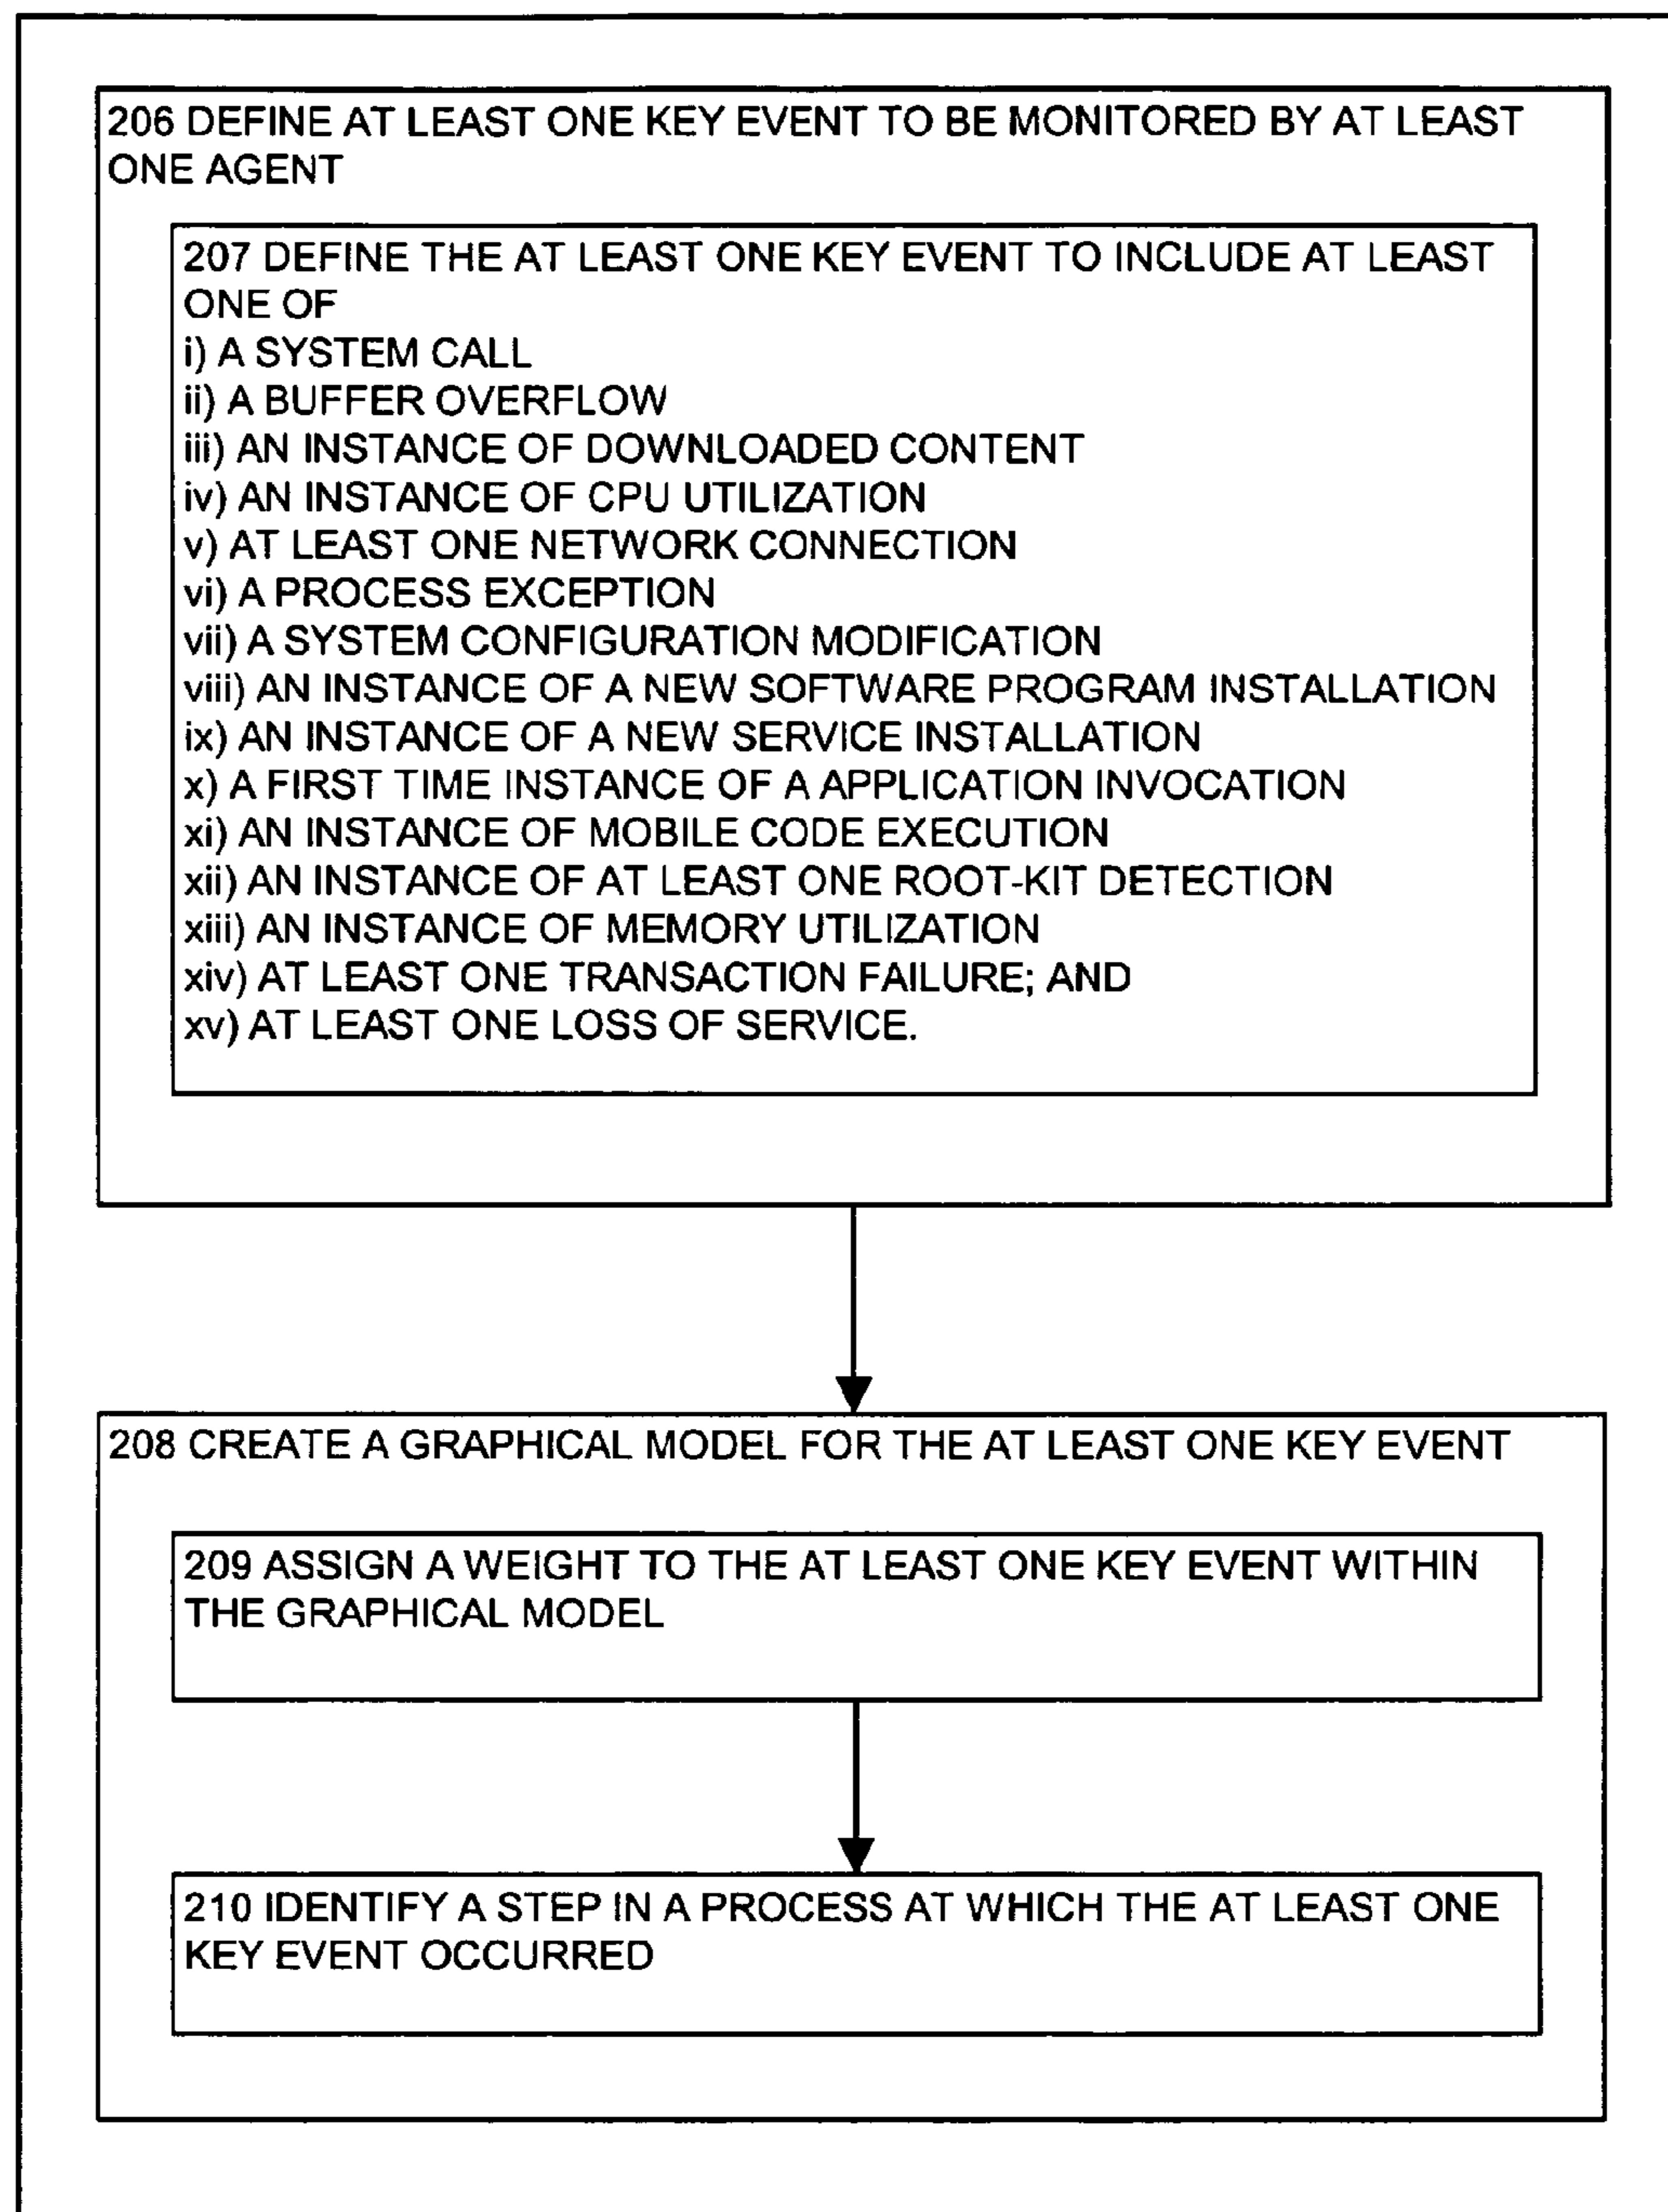 206 DEFINE AT LEAST ONE KEY EVENT TO BE MONITORED BY AT LEAST
ONE AGENT
207 DEFINE THE AT LEAST ONE KEY EVENT TO INCLUDE AT LEAST
ONE OF
i) A SYSTEM CALL
ii) A BUFFER OVERFLOW
iii) AN INSTANCE OF DOWNLOADED CONTENT
iv) AN INSTANCE OF CPU UTILIZATION
v) AT LEAST ONE NETWORK CONNECTION
vi) A PROCESS EXCEPTION
vii) A SYSTEM CONFIGURATION MODIFICATION
viii) AN INSTANCE OF A NEW SOFTWARE PROGRAM INSTALLATION
ix) AN INSTANCE OF A NEW SERVICE INSTALLATION
x) A FIRST TIME INSTANCE OF A APPLICATION INVOCATION
xi) AN INSTANCE OF MOBILE CODE EXECUTION
xii) AN INSTANCE OF AT LEAST ONE ROOT-KIT DETECTION
xiii) AN INSTANCE OF MEMORY UTILIZATION
xiv) AT LEAST ONE TRANSACTION FAILURE; AND
xv) AT LEAST ONE LOSS OF SERVICE.
208 CREATE A GRAPHICAL MODEL FOR THE AT LEAST ONE KEY EVENT
209 ASSIGN A WEIGHT TO THE AT LEAST ONE KEY EVENT WITHIN
THE GRAPHICAL MODEL
210 IDENTIFY A STEP IN A PROCESS AT WHICH THE AT LEAST ONE
KEY EVENT OCCURRED